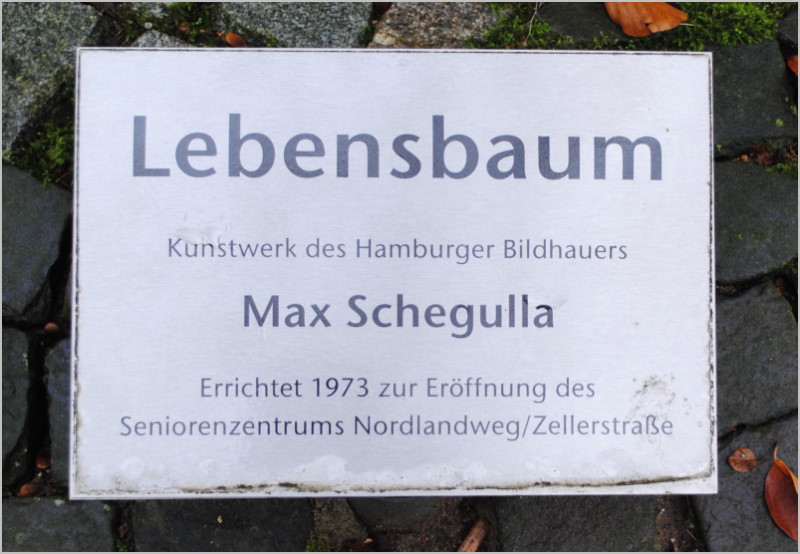 Lebensbaum
Kunstwerk des Hamburger Bildhauers
Max Schegulla
Errichtet 1973 zur Eröffnung des
Seniorenzentrums Nordlandweg/Zellerstraße